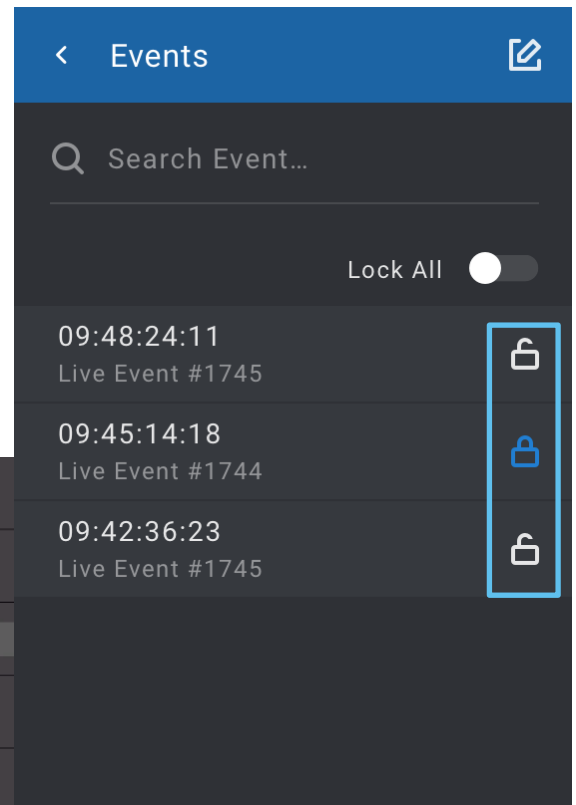 Events
Search Event…
Lock All
09:48:24:11
Live Event #1745
09:45:14:18
Live Event #1744
09:42:36:23
Live Event #1745